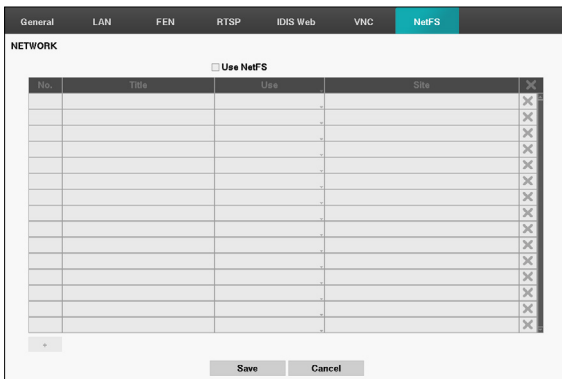 General LAN FEN RTSP IDIS Web VNC NetFS
NETWORK
Use NetFS
No. Title Use Site
+
Save Cancel